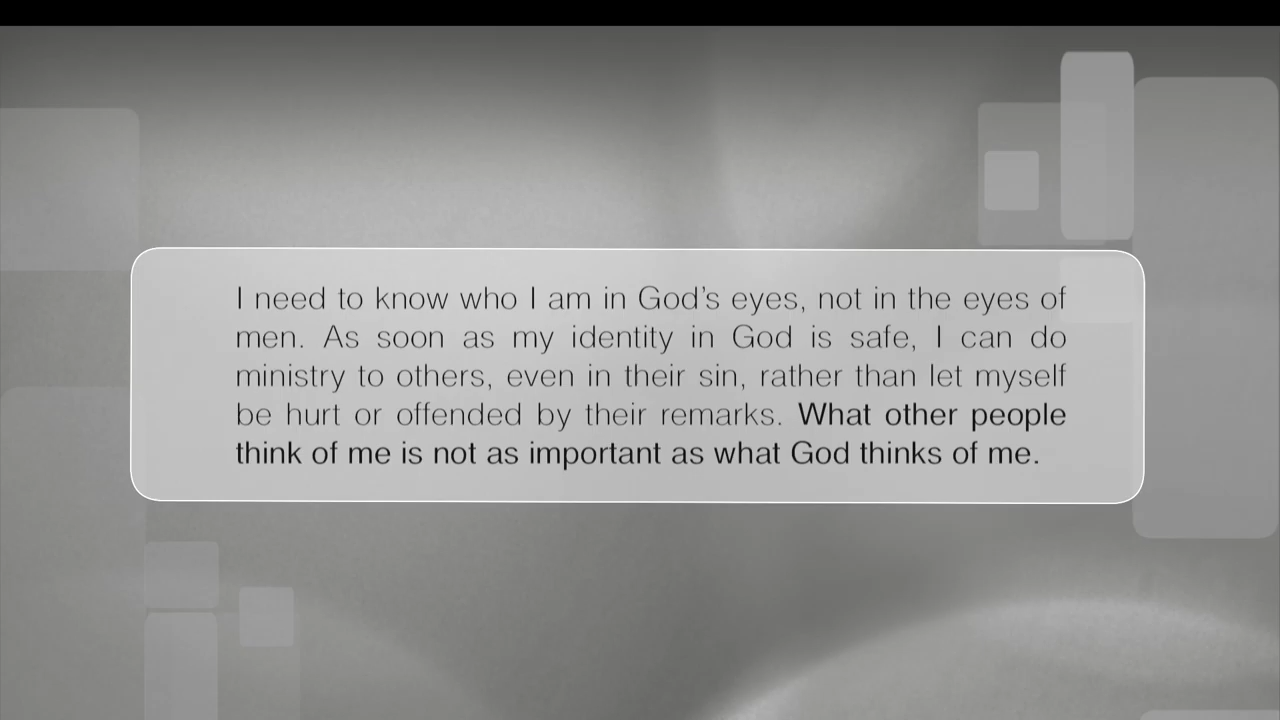 I need to know who I am in God’s eyes, not in the eyes of
men. As soon as my identity in God is safe, I can do
ministry to others, even in their sin, rather than let myself
be hurt or offended by their remarks. What other people
think of me is not as important as what God thinks of me.